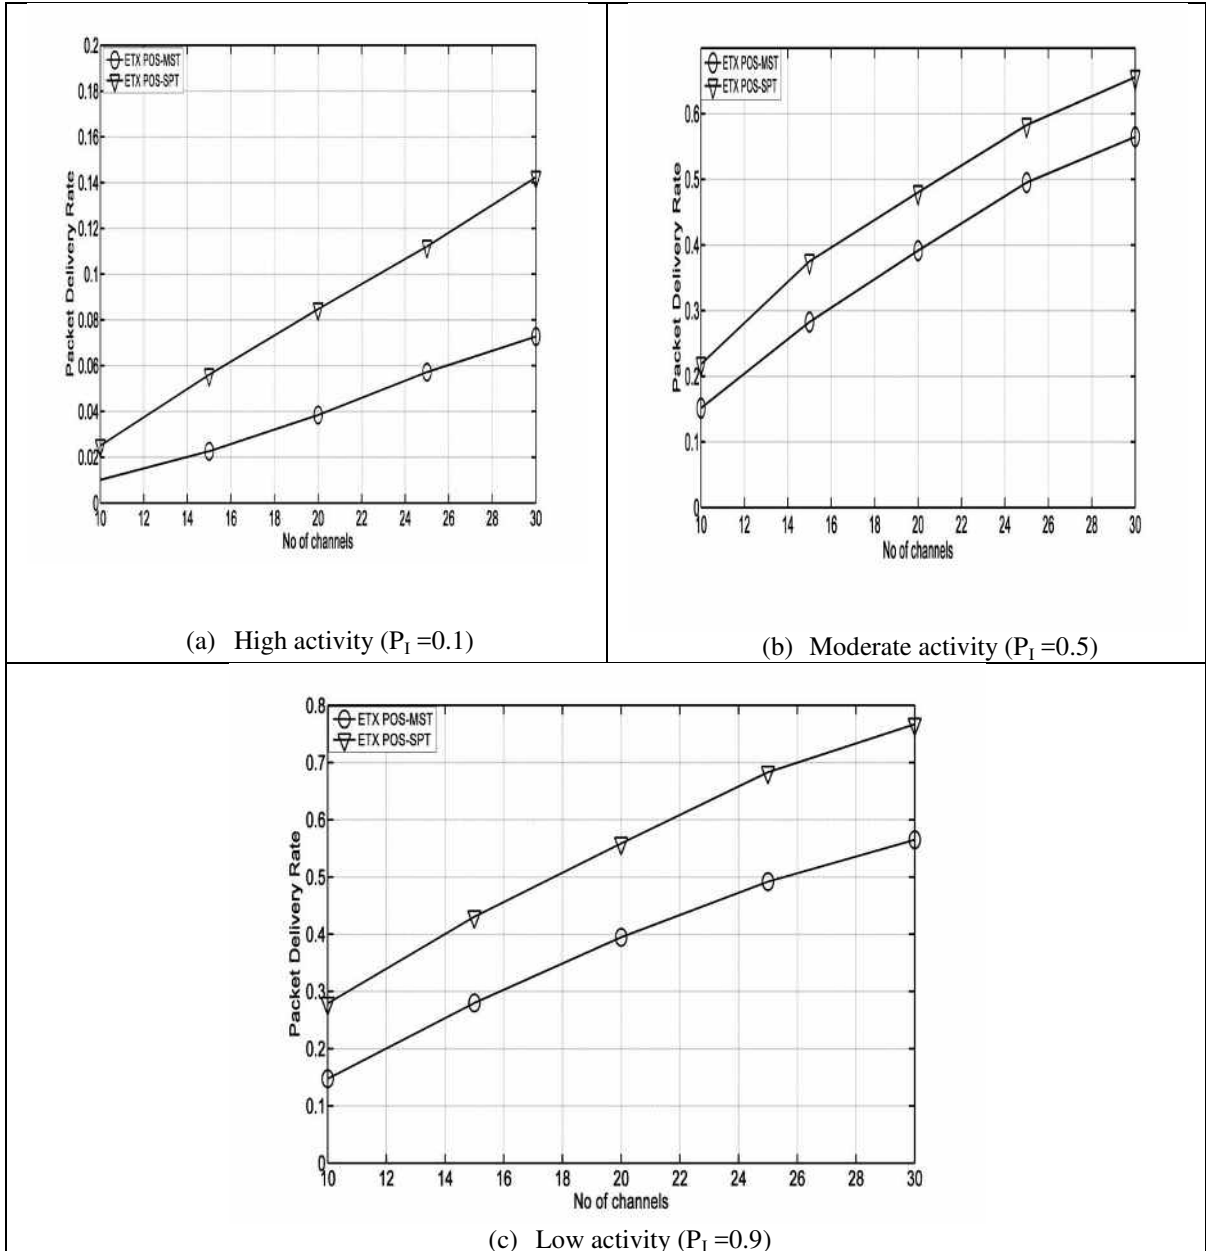 0.2
ETX POS-MST
ETX POS-SPT
0.18
0.16
0.14
0.12
0.1
0.08
0.06
0.04
0.02
0
Packet Delivery Rate
10 12 14 16 18 20 22 24 26 28 30
No of channels
(a) High activity (P_I =0.1)
ETX POS-MST
ETX POS-SPT
0.6
0.5
0.4
0.3
0.2
0.1
0
Packet Delivery Rate
10 12 14 16 18 20 22 24 26 28 30
No of channels
(b) Moderate activity (P_I =0.5)
0.8
ETX POS-MST
ETX POS-SPT
0.7
0.6
0.5
0.4
0.3
0.2
0.1
0
Packet Delivery Rate
10 12 14 16 18 20 22 24 26 28 30
No of channels
(c) Low activity (P_I =0.9)